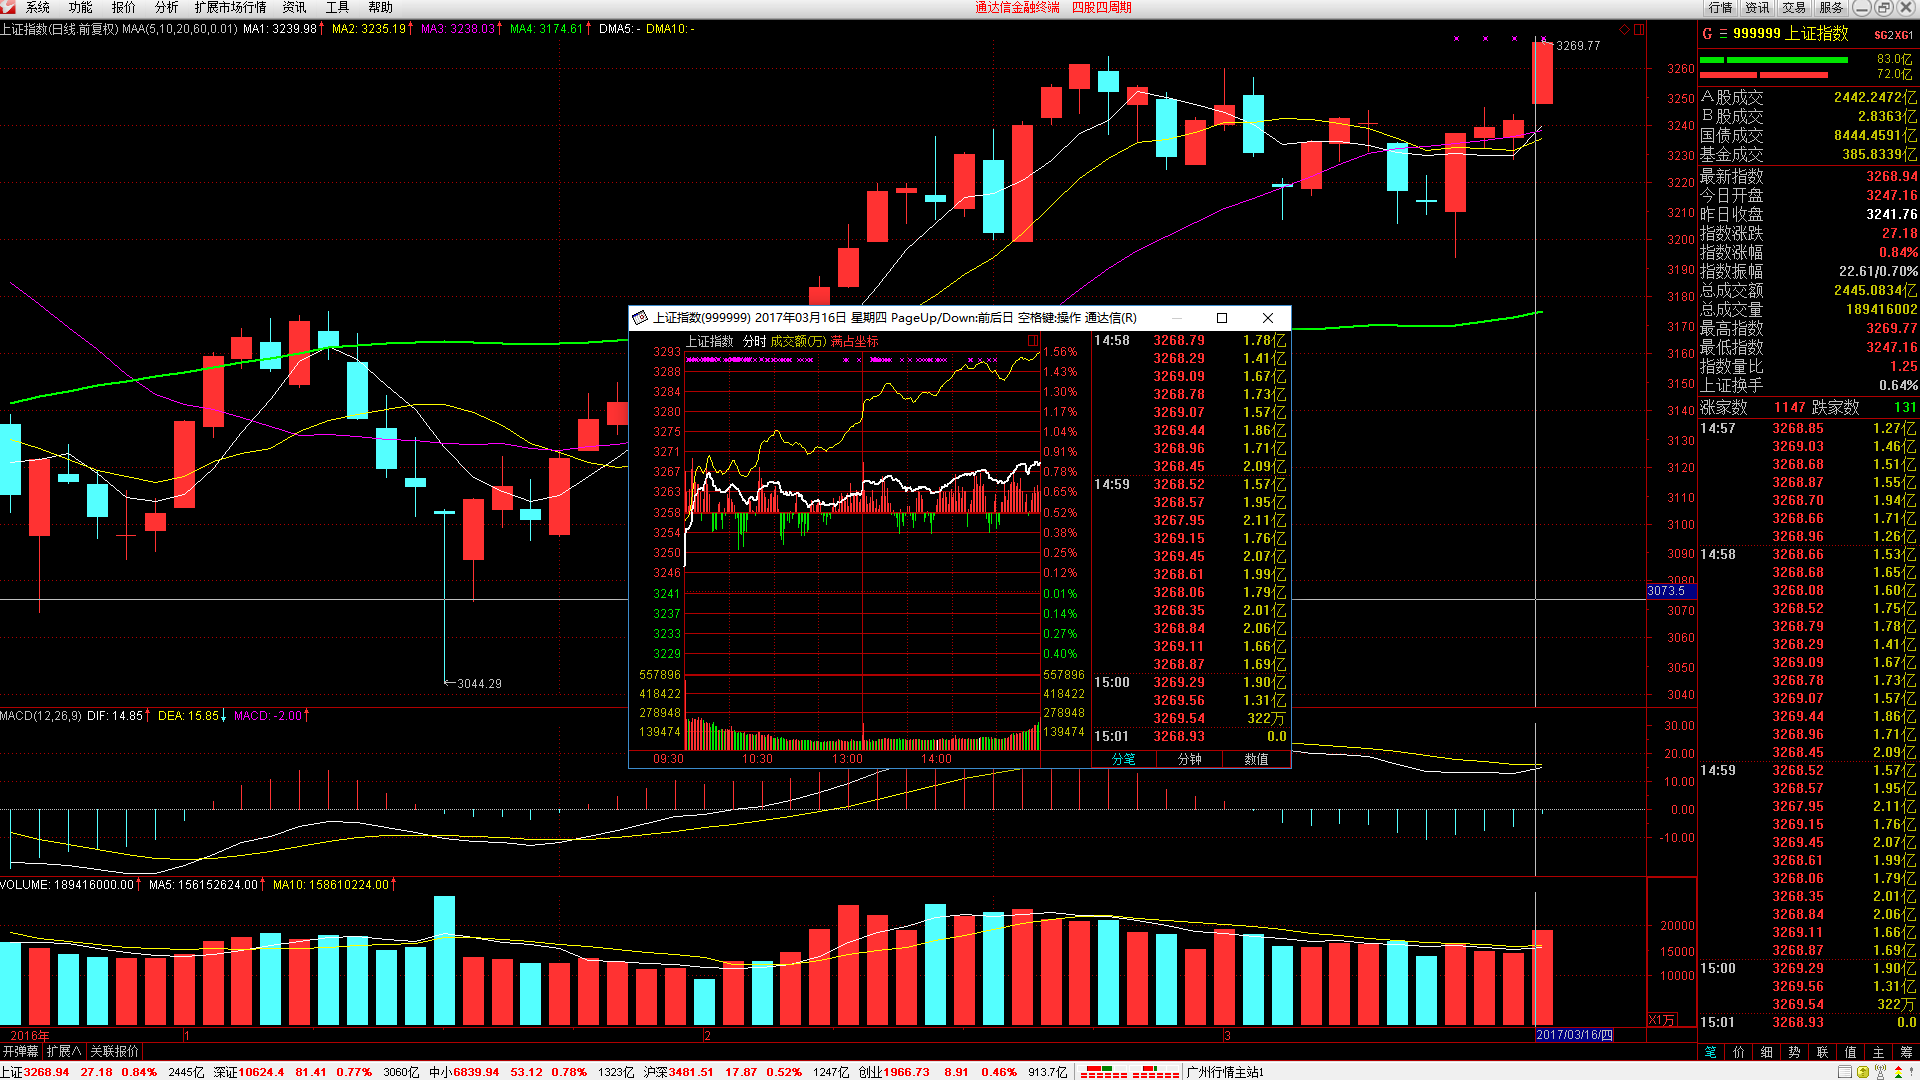 系统 功能 报价 分析 扩展市场行情 资讯 工具 帮助 通达信金融终端 四股四周期 行情 资讯 交易 服务
上证指数(日线.前复权) MAA(5,10,20,60,0.01) MA1: 3239.98↑ MA2: 3235.19↑ MA3: 3238.03↑ MA4: 3174.61↑ DMA5: - DMA10: -
3269.77
3260
3250
3240
3230
3220
3210
3200
3190
3180
3170
3160
3150
3140
3130
3120
3110
3100
3090
3080
3073.5
3070
3060
3050
3040
←3044.29
上证指数(999999) 2017年03月16日 星期四 PageUp/Down:前后日 空格键:操作 通达信(R)
上证指数 分时 成交额(万) 满占坐标
3293 1.56%
3288 1.43%
3284 1.30%
3280 1.17%
3275 1.04%
3271 0.91%
3267 0.78%
3263 0.65%
3258 0.52%
3254 0.38%
3250 0.25%
3246 0.12%
3241 0.01%
3237 0.14%
3233 0.27%
3229 0.40%
557896 557896
418422 418422
278948 278948
139474 139474
09:30 10:30 13:00 14:00
14:58 3268.79 1.78亿
3268.29 1.41亿
3269.09 1.67亿
3268.78 1.73亿
3269.07 1.57亿
3269.44 1.86亿
3268.96 1.71亿
3268.45 2.09亿
14:59 3268.52 1.57亿
3268.57 1.95亿
3267.95 2.11亿
3269.15 1.76亿
3269.45 2.07亿
3268.61 1.99亿
3268.06 1.79亿
3268.35 2.01亿
3268.84 2.06亿
3269.11 1.66亿
3268.87 1.69亿
15:00 3269.29 1.90亿
3269.56 1.31亿
3269.54 322万
15:01 3268.93 0.0
分笔 分钟 数值
MACD(12,26,9) DIF: 14.85↑ DEA: 15.85↓ MACD: -2.00↑
30.00
20.00
10.00
0.00
-10.00
VOLUME: 189416000.00↑ MA5: 156152624.00↑ MA10: 158610224.00↑
20000
15000
10000
X1万
2016年 1 2 3 2017/03/16/四
开弹幕 扩展∧ 关联报价
G 三 999999 上证指数 SG2XG1
83.0亿
72.0亿
A股成交 2442.2472亿
B股成交 2.8363亿
国债成交 8444.4591亿
基金成交 385.8339亿
最新指数 3268.94
今日开盘 3247.16
昨日收盘 3241.76
指数涨跌 27.18
指数涨幅 0.84%
指数振幅 22.61/0.70%
总成交额 2445.0834亿
总成交量 189416002
最高指数 3269.77
最低指数 3247.16
指数量比 1.25
上证换手 0.64%
涨家数 1147 跌家数 131
14:57 3268.85 1.27亿
3269.03 1.46亿
3268.68 1.51亿
3268.87 1.55亿
3268.70 1.94亿
3268.66 1.71亿
3268.96 1.26亿
14:58 3268.66 1.53亿
3268.68 1.65亿
3268.08 1.60亿
3268.52 1.75亿
3268.79 1.78亿
3268.29 1.41亿
3269.09 1.67亿
3268.78 1.73亿
3269.07 1.57亿
3269.44 1.86亿
3268.96 1.71亿
3268.45 2.09亿
14:59 3268.52 1.57亿
3268.57 1.95亿
3267.95 2.11亿
3269.15 1.76亿
3269.45 2.07亿
3268.61 1.99亿
3268.06 1.79亿
3268.35 2.01亿
3268.84 2.06亿
3269.11 1.66亿
3268.87 1.69亿
15:00 3269.29 1.90亿
3269.56 1.31亿
3269.54 322万
15:01 3268.93 0.0
笔 价 细 势 联 值 主 筹
上证3268.94 27.18 0.84% 2445亿 深证10624.4 81.41 0.77% 3060亿 中小6839.94 53.12 0.78% 1323亿 沪深3481.51 17.87 0.52% 1247亿 创业1966.73 8.91 0.46% 913.7亿 广州行情主站1